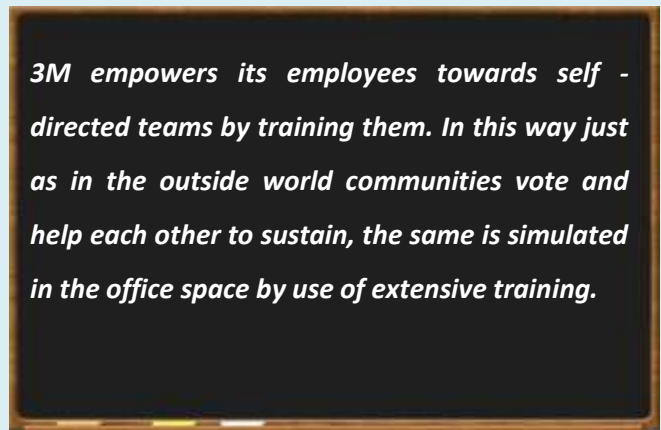 3M empowers its employees towards self -
directed teams by training them. In this way just
as in the outside world communities vote and
help each other to sustain, the same is simulated
in the office space by use of extensive training.